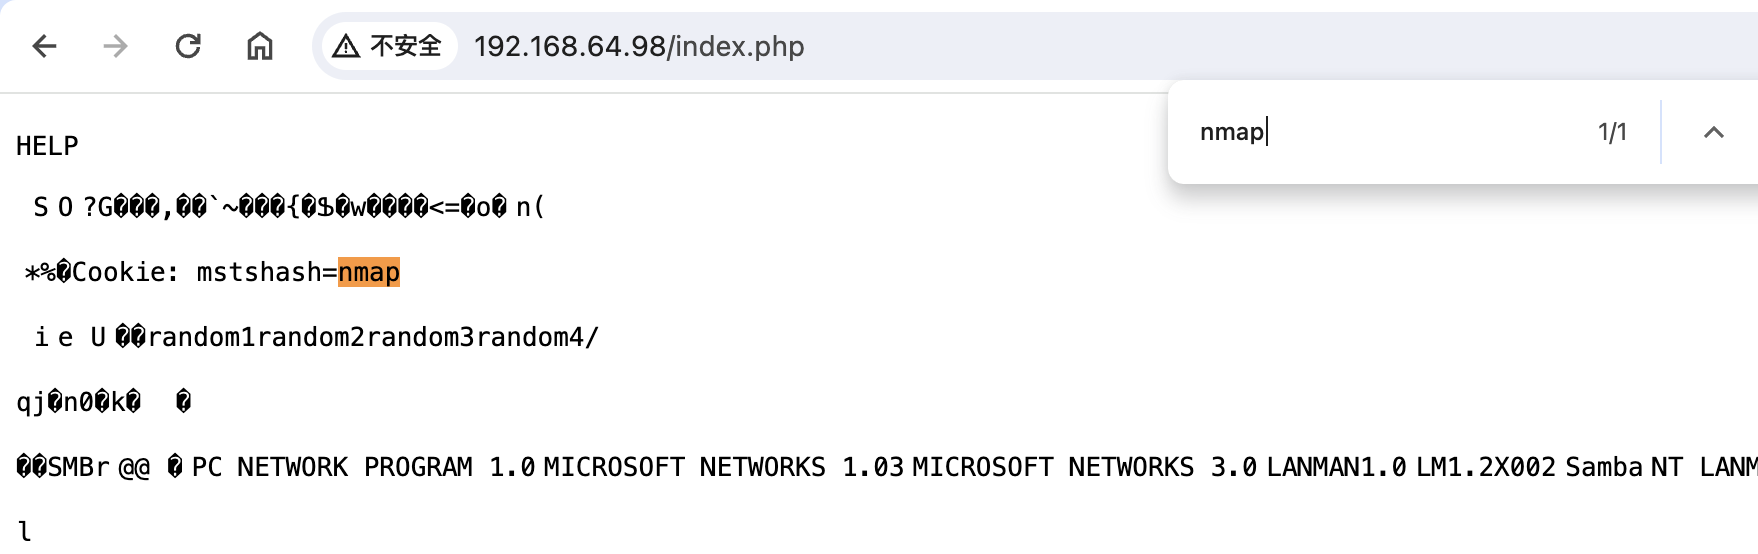 不安全 192.168.64.98/index.php
nmap 1/1
HELP
S O ?G���,��`~���{�$�w����<=�o� n(
*%�Cookie: mstshash=nmap
i e U ��random1random2random3random4/
qj�n0�k� �
��SMBr @@ � PC NETWORK PROGRAM 1.0 MICROSOFT NETWORKS 1.03 MICROSOFT NETWORKS 3.0 LANMAN1.0 LM1.2X002 Samba NT LANM
l